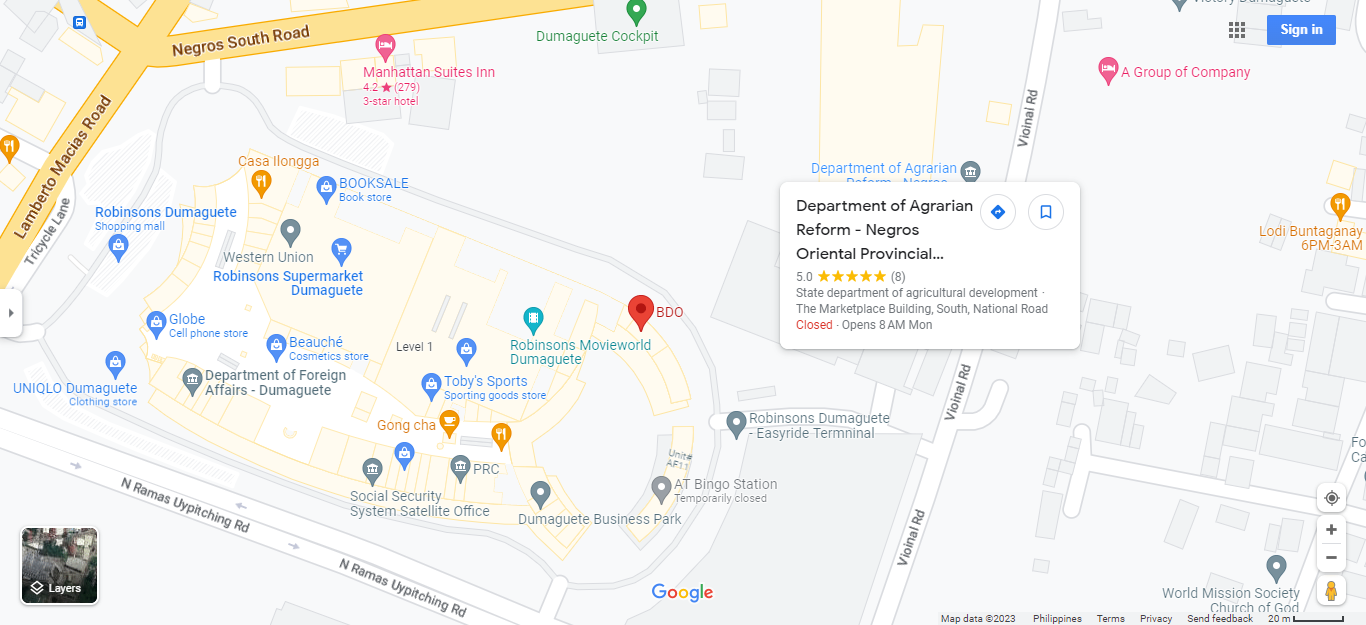 Victory Dumaguete
Sign in
Negros South Road
Dumaguete Cockpit
Manhattan Suites Inn
4.2 ★ (279)
3-star hotel
A Group of Company
Lamberto Macias Road
Tricycle Lane
Vioinal Rd
Casa Ilongga
BOOKSALE
Book store
Department of Agrarian
Reform - Negros
Robinsons Dumaguete
Shopping mall
Western Union
Robinsons Supermarket
Dumaguete
Department of Agrarian
Reform - Negros
Oriental Provincial...
5.0 ★★★★★ (8)
State department of agricultural development ·
The Marketplace Building, South, National Road
Closed · Opens 8 AM Mon
Lodi Buntaganay
6PM-3AM
Globe
Cell phone store
Beauché
Cosmetics store
Level 1
Robinsons Movieworld
Dumaguete
BDO
UNIQLO Dumaguete
Clothing store
Department of Foreign
Affairs - Dumaguete
Toby's Sports
Sporting goods store
Gong cha
Vioinal Rd
Robinsons Dumaguete
- Easyride Termninal
Unit#
AF11
PRC
Social Security
System Satellite Office
AT Bingo Station
Temporarily closed
Dumaguete Business Park
N Ramas Uypitching Rd
N Ramas Uypitching Rd
Vioinal Rd
Fo
Ca
Layers
Google
World Mission Society
Church of God
Map data ©2023
Philippines
Terms
Privacy
Send feedback
20 m